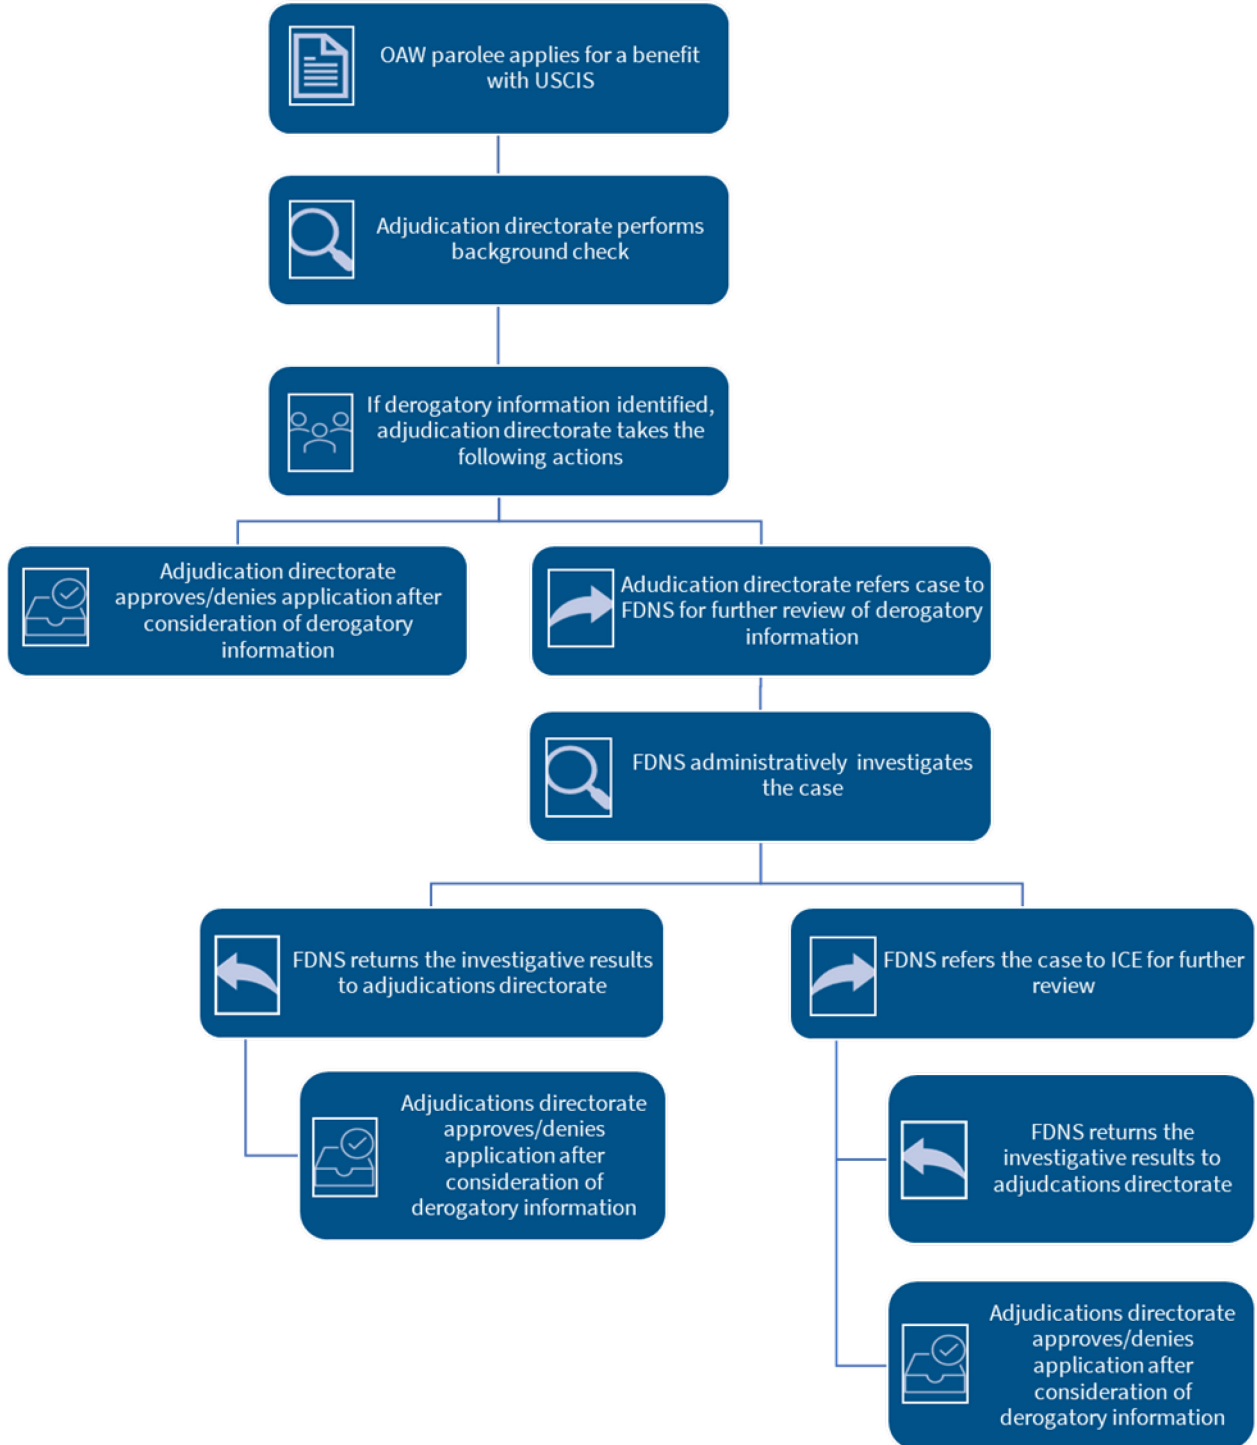 OAW parolee applies for a benefit
with USCIS
Adjudication directorate performs
background check
If derogatory information identified,
adjudication directorate takes the
following actions
Adjudication directorate
approves/denies application after
consideration of derogatory
information
Adudication directorate refers case to
FDNS for further review of derogatory
information
FDNS administratively investigates
the case
FDNS returns the investigative results
to adjudications directorate
FDNS refers the case to ICE for further
review
Adjudications directorate
approves/denies
application after
consideration of
derogatory information
FDNS returns the
investigative results to
adjudcations directorate
Adjudications directorate
approves/denies
application after
consideration of
derogatory information